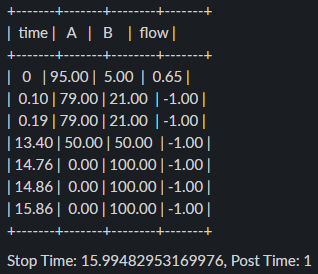 +-------+-------+-------+-------+
| time | A | B | flow |
+-------+-------+-------+-------+
| 0 | 95.00 | 5.00 | 0.65 |
| 0.10 | 79.00 | 21.00 | -1.00 |
| 0.19 | 79.00 | 21.00 | -1.00 |
| 13.40 | 50.00 | 50.00 | -1.00 |
| 14.76 | 0.00 | 100.00 | -1.00 |
| 14.86 | 0.00 | 100.00 | -1.00 |
| 15.86 | 0.00 | 100.00 | -1.00 |
+-------+-------+-------+-------+
Stop Time: 15.99482953169976, Post Time: 1